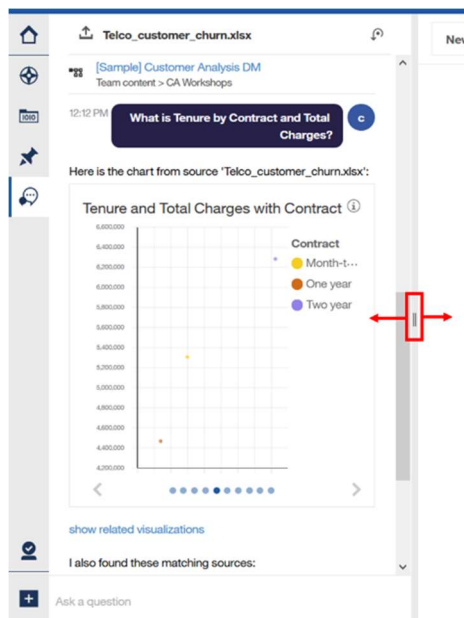 Telco_customer_churn.xlsx
New
[Sample] Customer Analysis DM
Team content > CA Workshops
12:12 PM
What is Tenure by Contract and Total
Charges?
c
Here is the chart from source 'Telco_customer_churn.xlsx':
Tenure and Total Charges with Contract
6,600,000
6,400,000
6,200,000
6,000,000
5,800,000
5,600,000
5,400,000
5,200,000
5,000,000
4,800,000
4,600,000
4,400,000
4,200,000
Contract
Month-t···
One year
Two year
show related visualizations
I also found these matching sources:
Ask a question